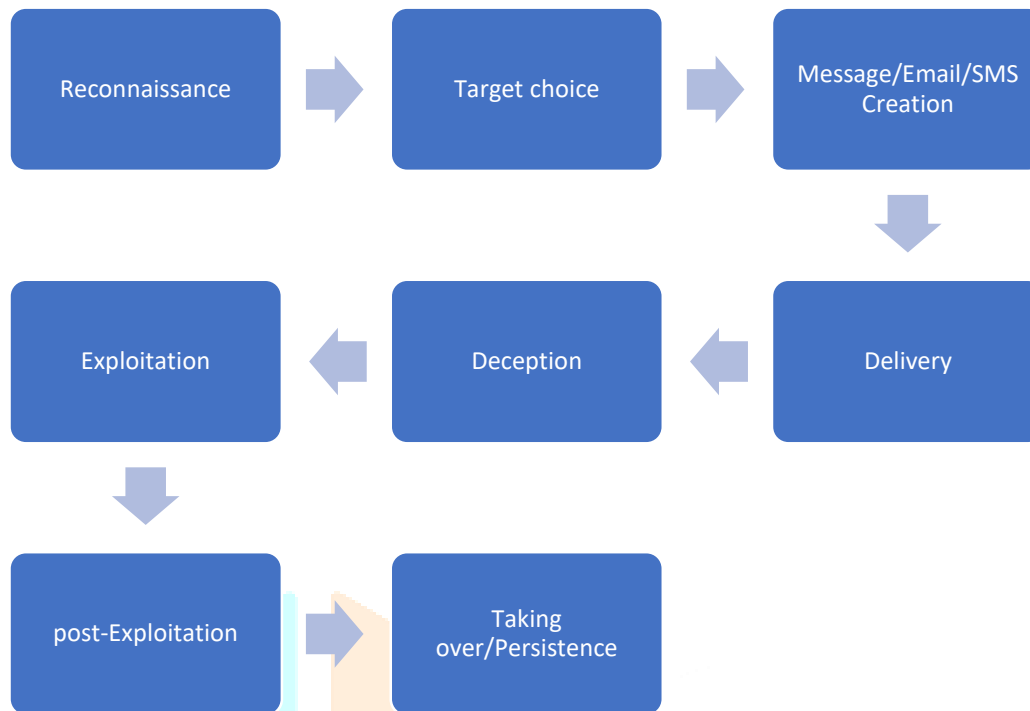 Reconnaissance
Target choice
Message/Email/SMS
Creation
Delivery
Deception
Exploitation
post-Exploitation
Taking
over/Persistence